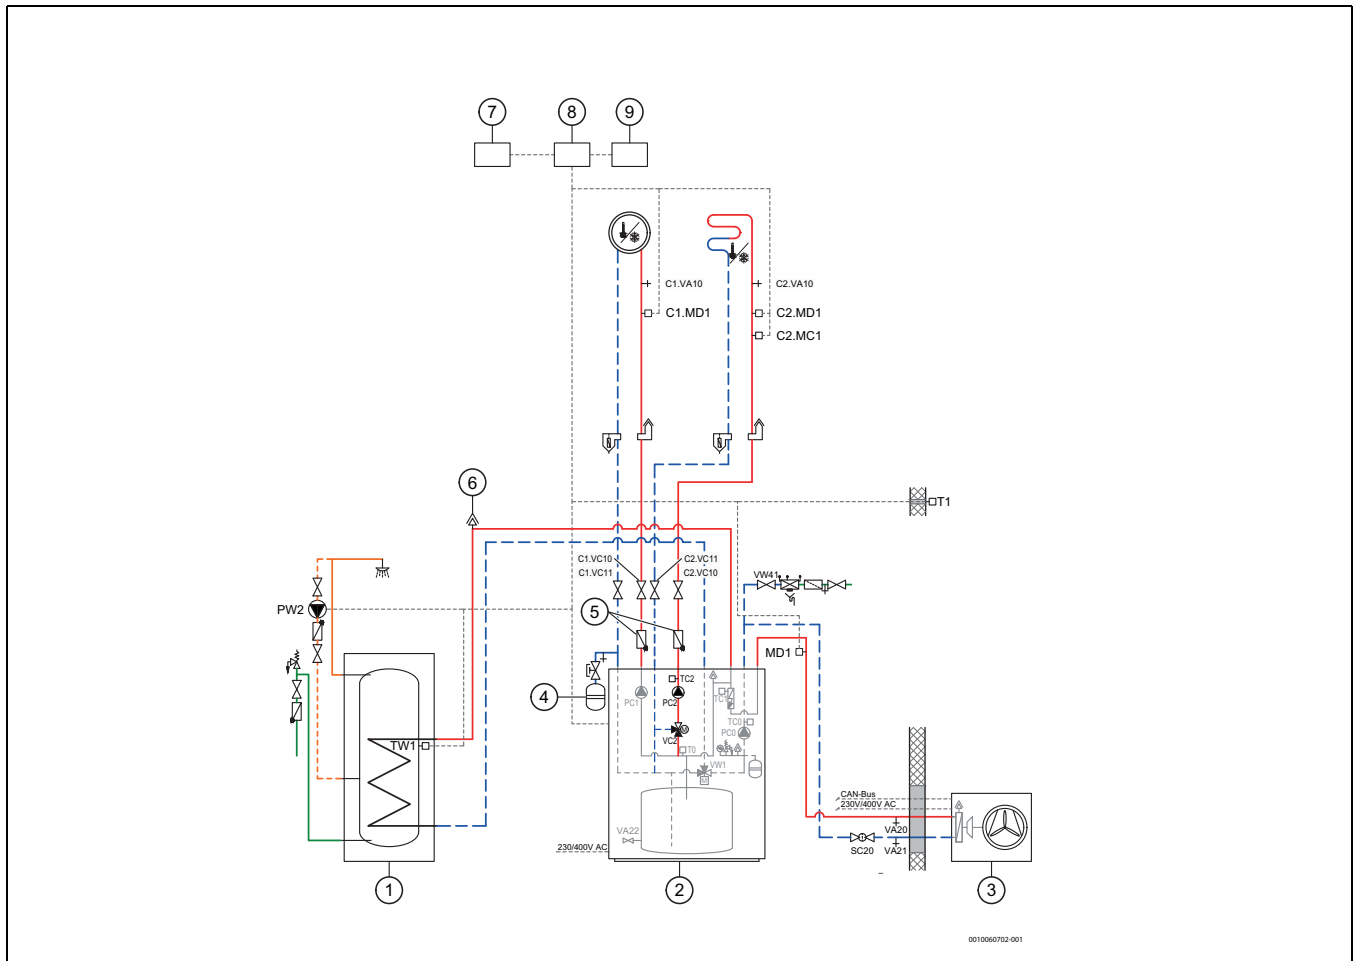 7 8 9
C1.VA10 C2.VA10
C1.MD1 C2.MD1
C2.MC1
6
T1
C1.VC10 C2.VC11
C1.VC11 C2.VC10
VW41
PW2
5
MD1
4
TC2
PC1 PC2 TC1
TC0
PC0
VC2 M
TW1 T0
VW1
M
CAN-Bus
230V/400V AC
VA22 VA20
230/400V AC SC20 VA21
1 2 3
0010060702-001